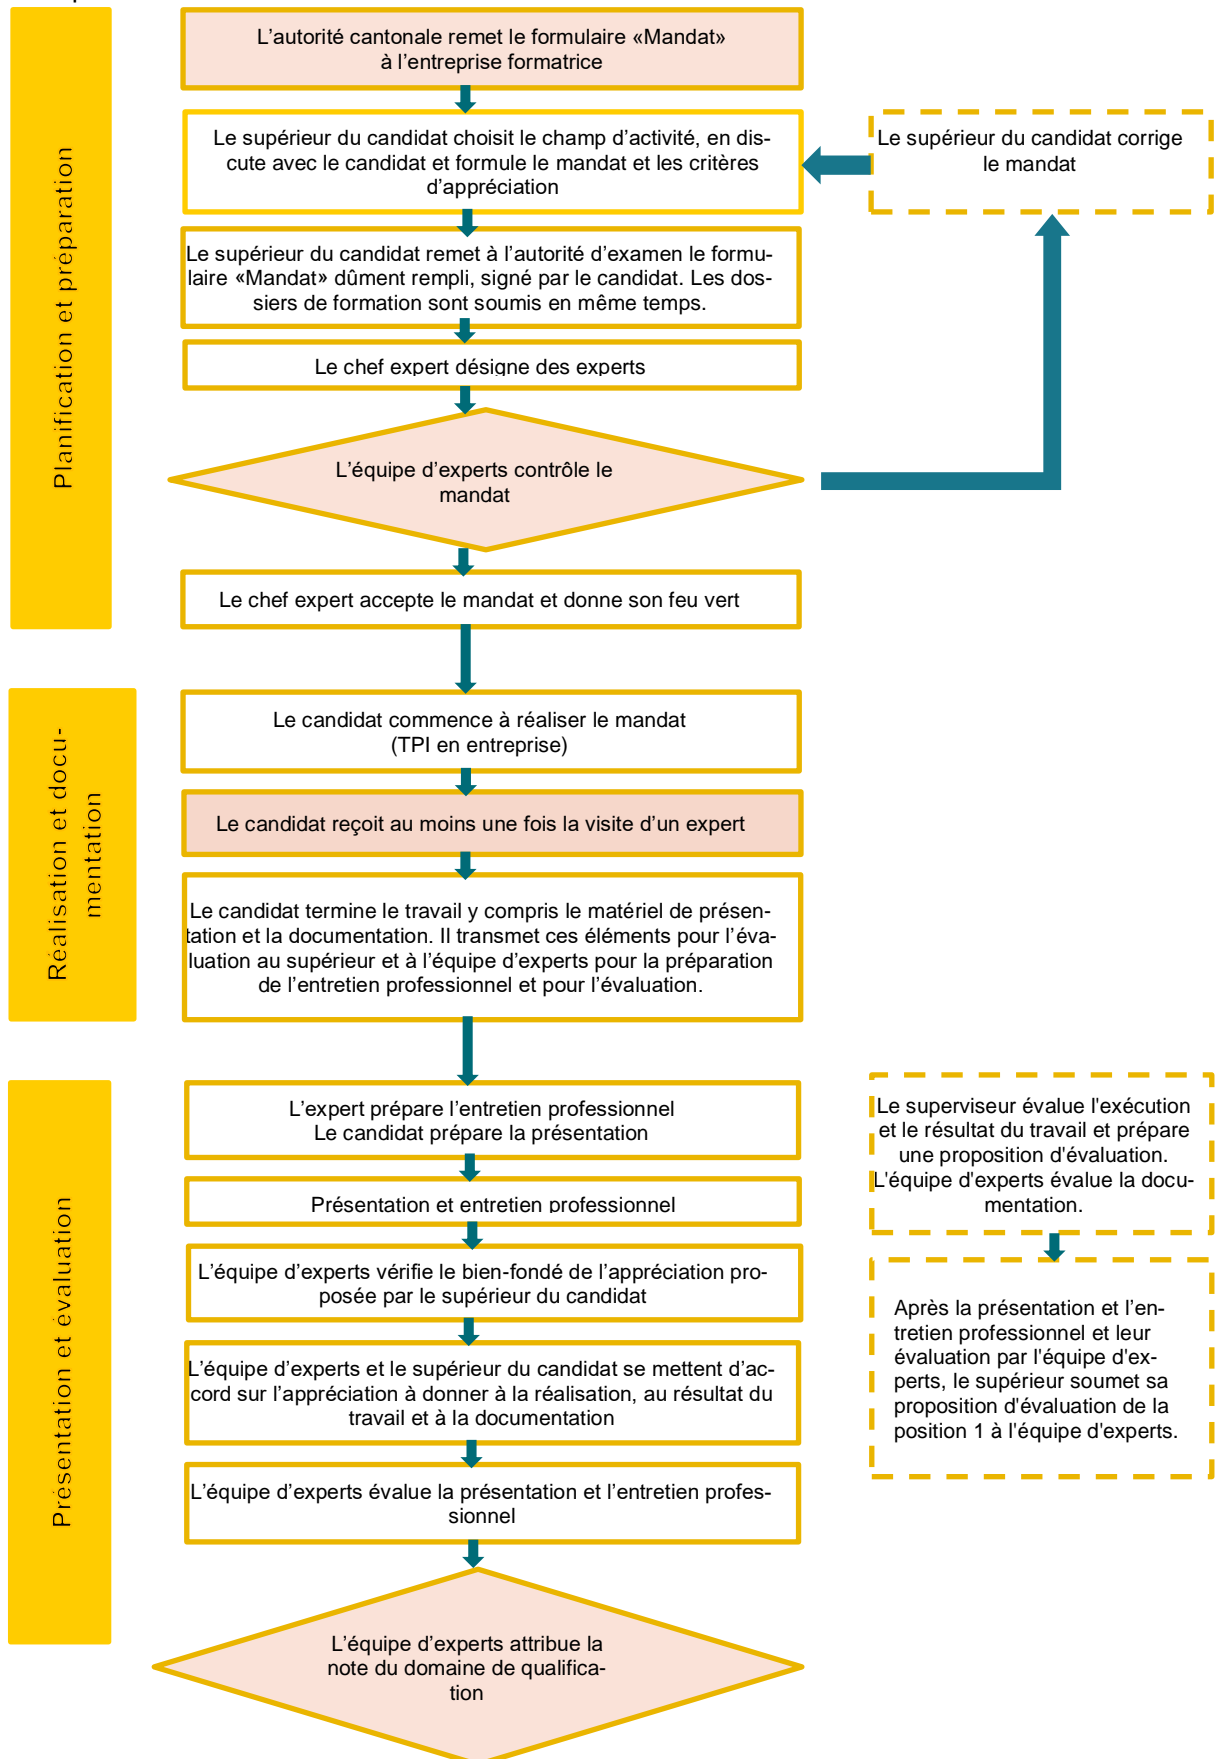 Planification et préparation
L’autorité cantonale remet le formulaire «Mandat»
à l’entreprise formatrice
Le supérieur du candidat choisit le champ d’activité, en dis-
cute avec le candidat et formule le mandat et les critères
d’appréciation
Le supérieur du candidat corrige
le mandat
Le supérieur du candidat remet à l’autorité d’examen le formu-
laire «Mandat» dûment rempli, signé par le candidat. Les dos-
siers de formation sont soumis en même temps.
Le chef expert désigne des experts
L’équipe d’experts contrôle le
mandat
Le chef expert accepte le mandat et donne son feu vert
Réalisation et docu-
mentation
Le candidat commence à réaliser le mandat
(TPI en entreprise)
Le candidat reçoit au moins une fois la visite d’un expert
Le candidat termine le travail y compris le matériel de présen-
tation et la documentation. Il transmet ces éléments pour l’éva-
luation au supérieur et à l’équipe d’experts pour la préparation
de l’entretien professionnel et pour l’évaluation.
Présentation et évaluation
L’expert prépare l’entretien professionnel
Le candidat prépare la présentation
Présentation et entretien professionnel
L’équipe d’experts vérifie le bien-fondé de l’appréciation pro-
posée par le supérieur du candidat
L’équipe d’experts et le supérieur du candidat se mettent d’ac-
cord sur l’appréciation à donner à la réalisation, au résultat du
travail et à la documentation
L’équipe d’experts évalue la présentation et l’entretien profes-
sionnel
L’équipe d’experts attribue la
note du domaine de qualifica-
tion
Le superviseur évalue l'exécution
et le résultat du travail et prépare
une proposition d'évaluation.
L'équipe d'experts évalue la docu-
mentation.
Après la présentation et l’en-
tretien professionnel et leur
évaluation par l'équipe d'ex-
perts, le supérieur soumet sa
proposition d'évaluation de la
position 1 à l'équipe d'experts.